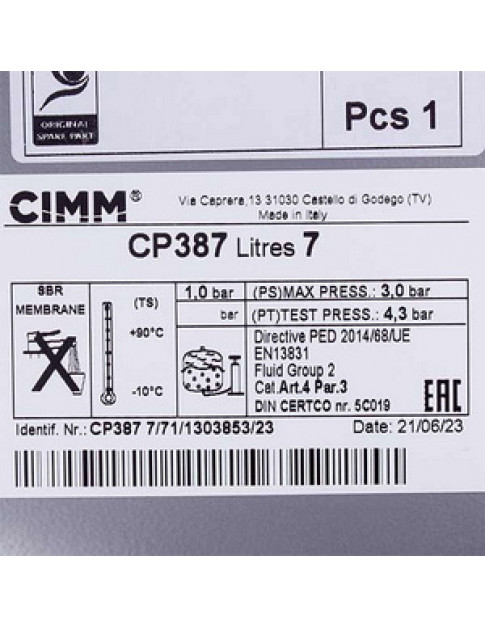 ORIGINAL
SPARE PART
Pcs 1
CIMM®
Via Caprera,13 31030 Castello di Godego (TV)
Made in Italy
CP387 Litres 7
SBR
MEMBRANE
(TS)
+90°C
-10°C
1,0 bar
bar
(PS)MAX PRESS.: 3,0 bar
(PT)TEST PRESS.: 4,3 bar
Directive PED 2014/68/UE
EN13831
Fluid Group 2
Cat.Art.4 Par.3
DIN CERTCO nr. 5C019
EAC
Identif. Nr.: CP387 7/71/1303853/23
Date: 21/06/23